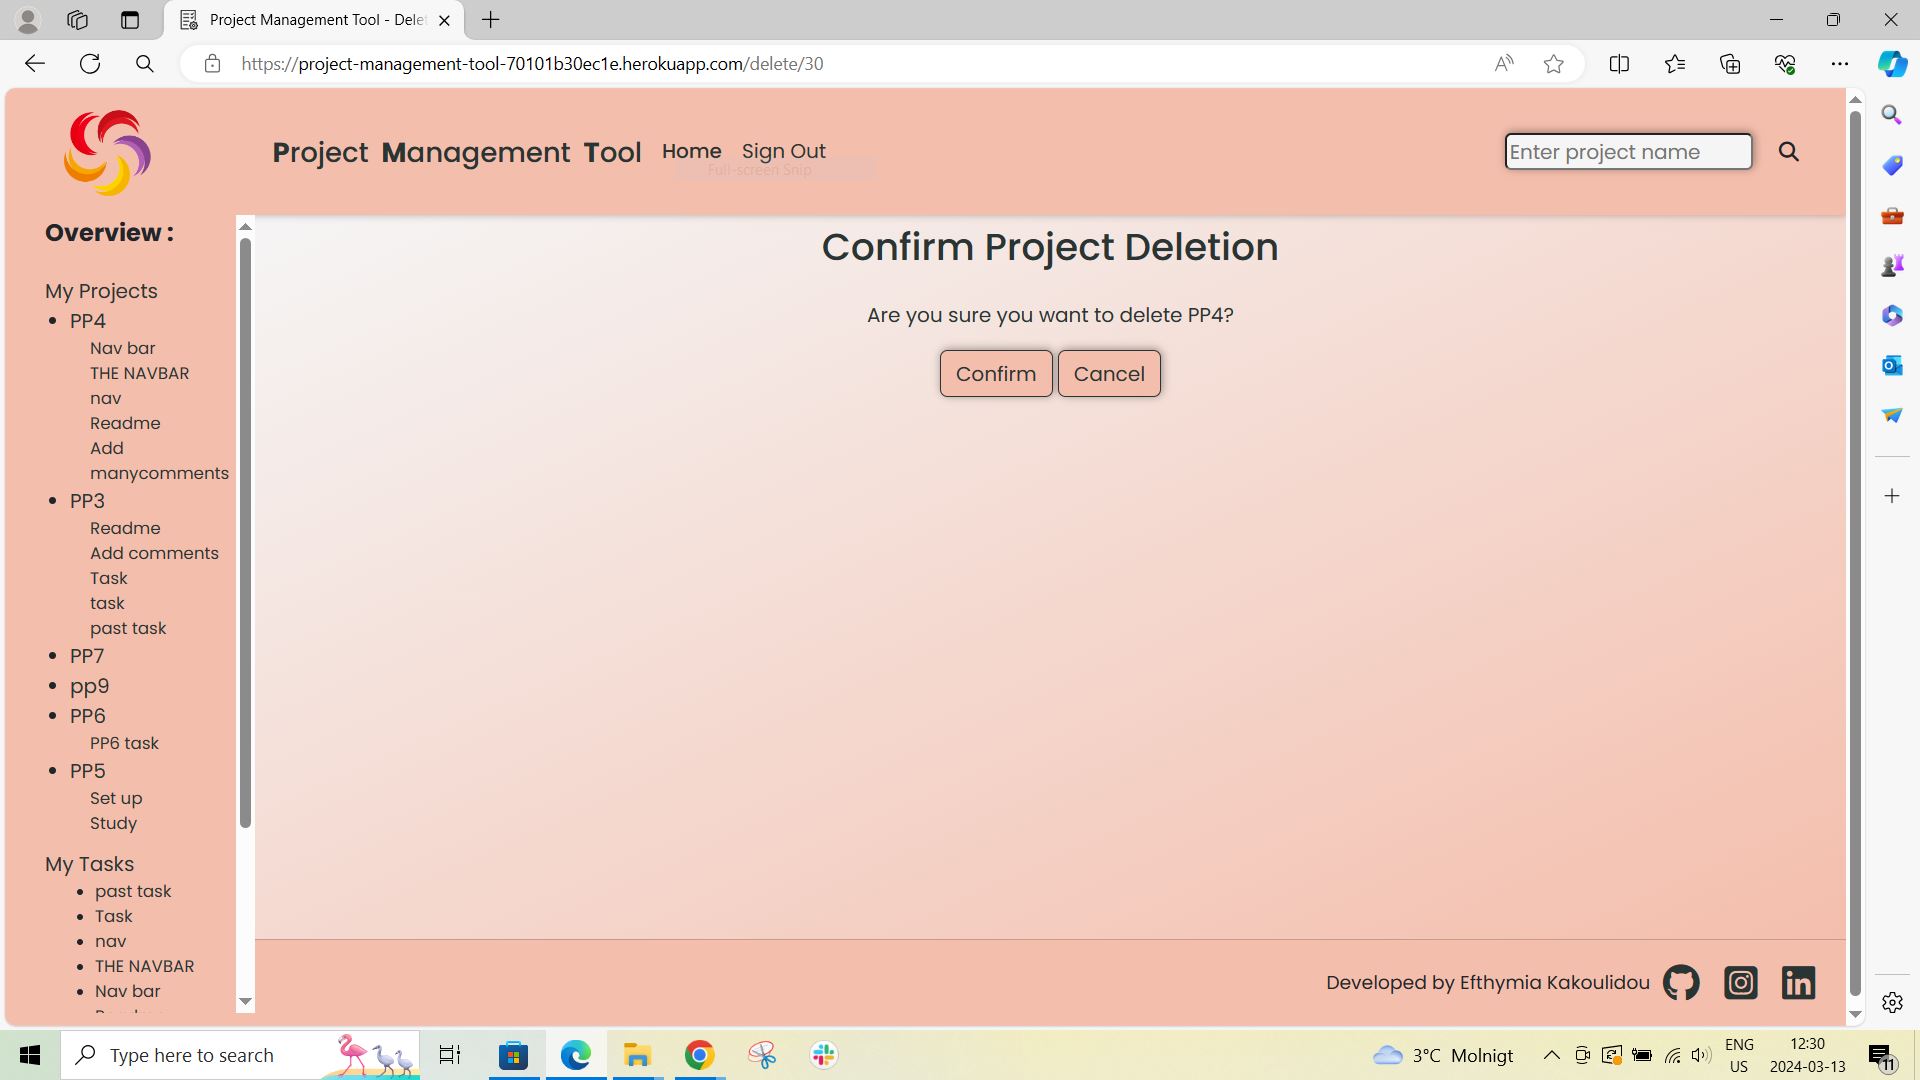 Project Management Tool - Delet
https://project-management-tool-70101b30ec1e.herokuapp.com/delete/30
Project Management Tool Home Sign Out
Enter project name
Full-screen Snip
Overview :
My Projects
PP4
Nav bar
THE NAVBAR
nav
Readme
Add
manycomments
PP3
Readme
Add comments
Task
task
past task
PP7
pp9
PP6
PP6 task
PP5
Set up
Study
My Tasks
past task
Task
nav
THE NAVBAR
Nav bar
Confirm Project Deletion
Are you sure you want to delete PP4?
Confirm Cancel
Developed by Efthymia Kakoulidou
Type here to search
3°C Molnigt
ENG
US
12:30
2024-03-13
11